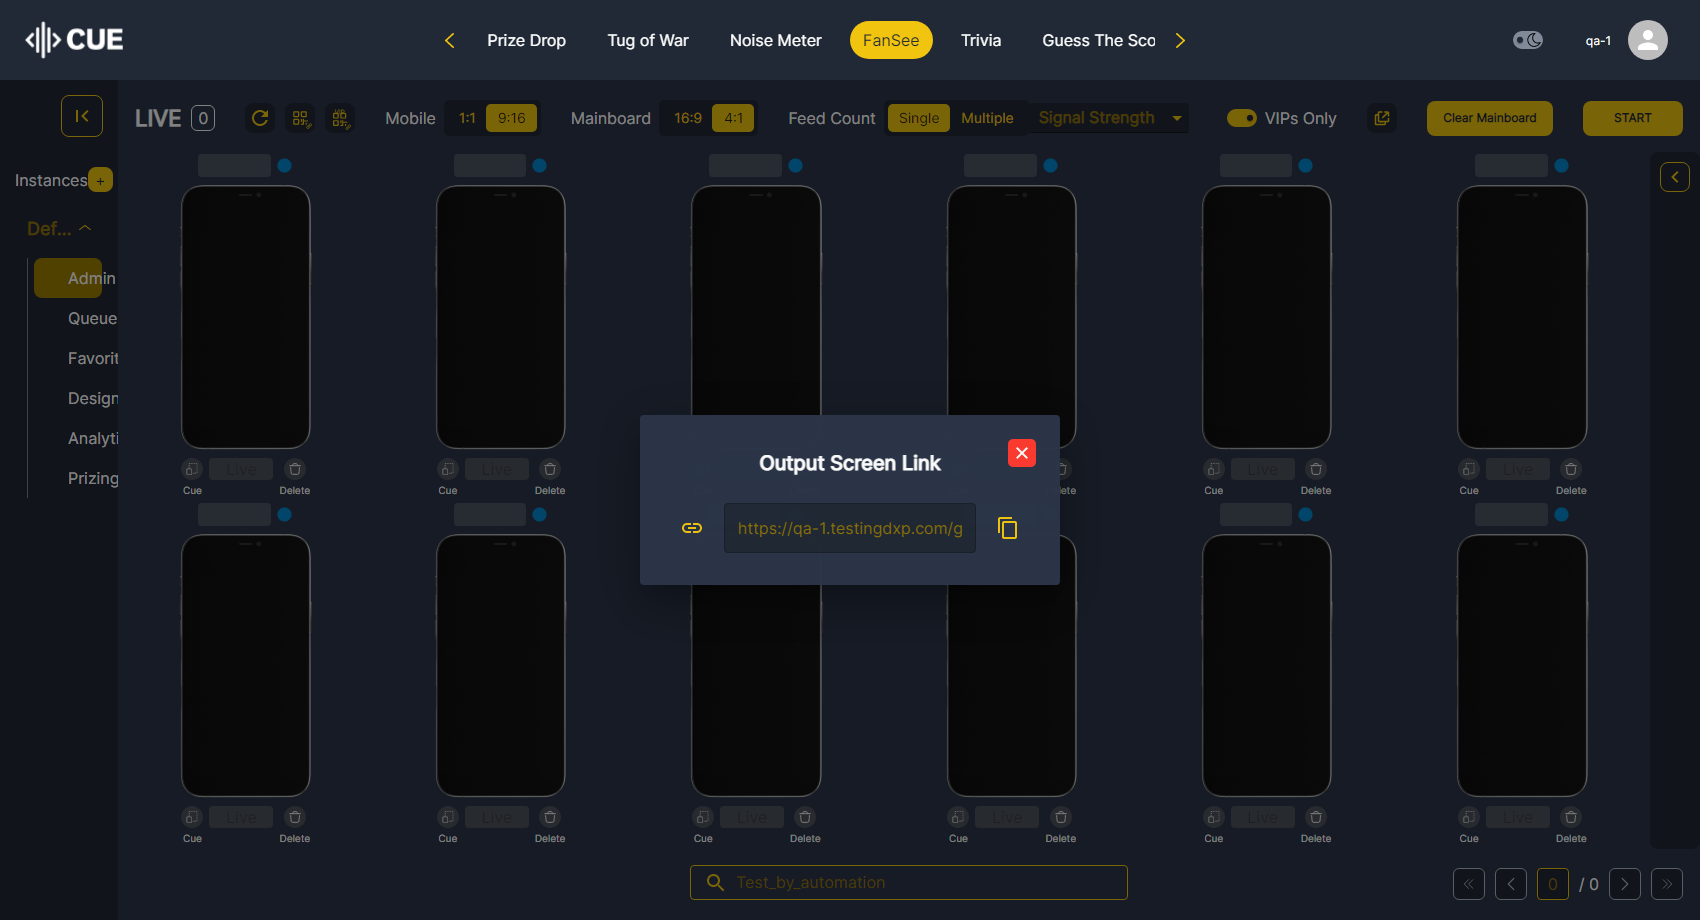 CUE
Prize Drop
Tug of War
Noise Meter
FanSee
Trivia
Guess The Sco
qa-1
LIVE 0
Mobile 1:1 9:16
Mainboard 16:9 4:1
Feed Count Single Multiple
Signal Strength
VIPs Only
Clear Mainboard
START
Instances +
Def...
Admin
Queue
Favorit
Design
Analyti
Prizing
Output Screen Link
https://qa-1.testingdxp.com/g
Live Live Live Live
Cue Delete Cue Delete ete Cue Delete Cue Delete
Live Live Live Live Live Live
Cue Delete Cue Delete Cue Delete Cue Delete Cue Delete Cue Delete
Test_by_automation
0 / 0